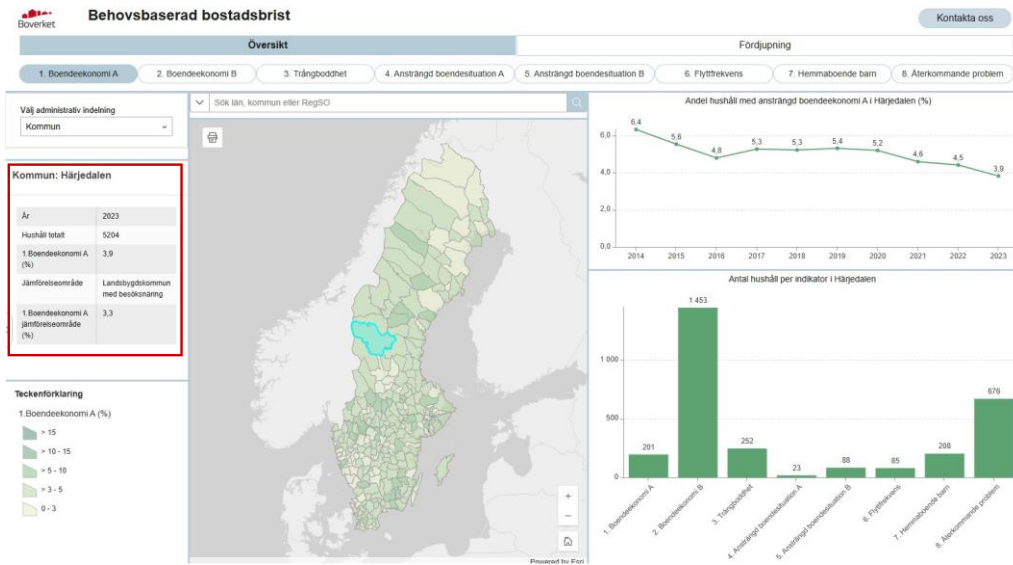 Boverket
Behovsbaserad bostadsbrist
Kontakta oss
Översikt
Fördjupning
1. Boendeekonomi A
2. Boendeekonomi B
3. Trångboddhet
4. Ansträngd boendesituation A
5. Ansträngd boendesituation B
6. Flyttfrekvens
7. Hemmaboende barn
8. Återkommande problem
Välj administrativ indelning
Kommun
Kommun: Härjedalen
År 2023
Hushåll totalt 5204
1.Boendeekonomi A
(%)
3,9
Jämförelseområde
Landsbygdskommun
med besöksnäring
1.Boendeekonomi A
jämförelseområde
(%)
3,3
Teckenförklaring
1.Boendeekonomi A (%)
> 15
> 10 - 15
> 5 - 10
> 3 - 5
0 - 3
Sök län, kommun eller RegSO
+
−
Powered by Esri
Andel hushåll med ansträngd boendeekonomi A i Härjedalen (%)
6,0
4,0
2,0
0,0
6,4
5,6
4,8
5,3
5,3
5,4
5,2
4,6
4,5
3,9
2014
2015
2016
2017
2018
2019
2020
2021
2022
2023
Antal hushåll per indikator i Härjedalen
1 000
500
0
201
1 453
252
23
88
85
208
676
1. Boendeekonomi A
2. Boendeekonomi B
3. Trångboddhet
4. Ansträngd boendesituation A
5. Ansträngd boendesituation B
6. Flyttfrekvens
7. Hemmaboende barn
8. Återkommande problem